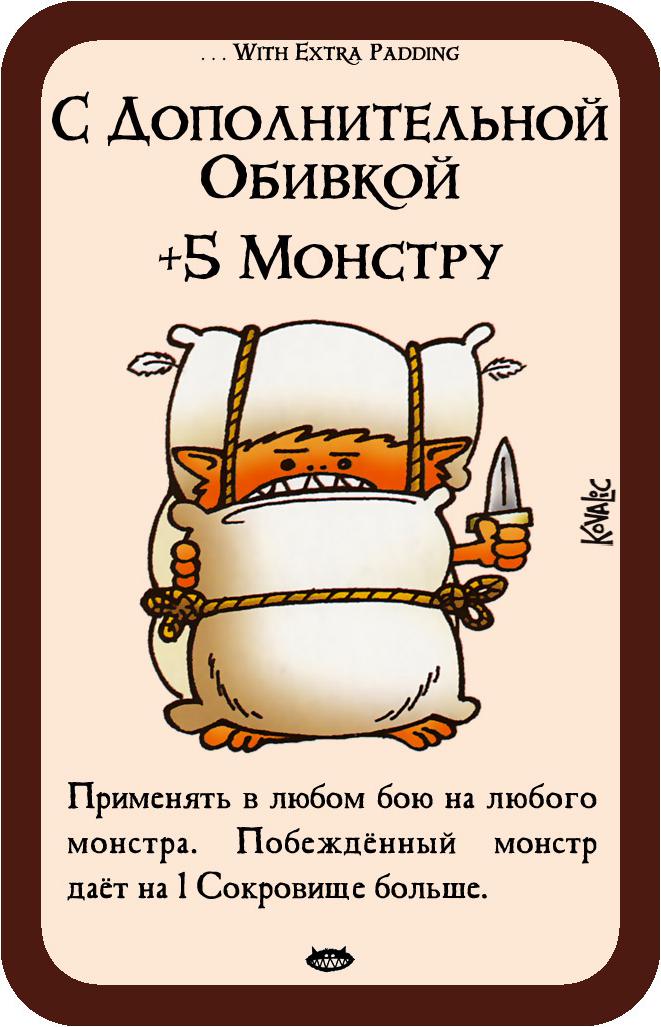 ... With Extra Padding
С Дополнительной
Обивкой
+5 Монстру
Kovalic
Применять в любом бою на любого
монстра. Побеждённый монстр
даёт на 1 Сокровище больше.